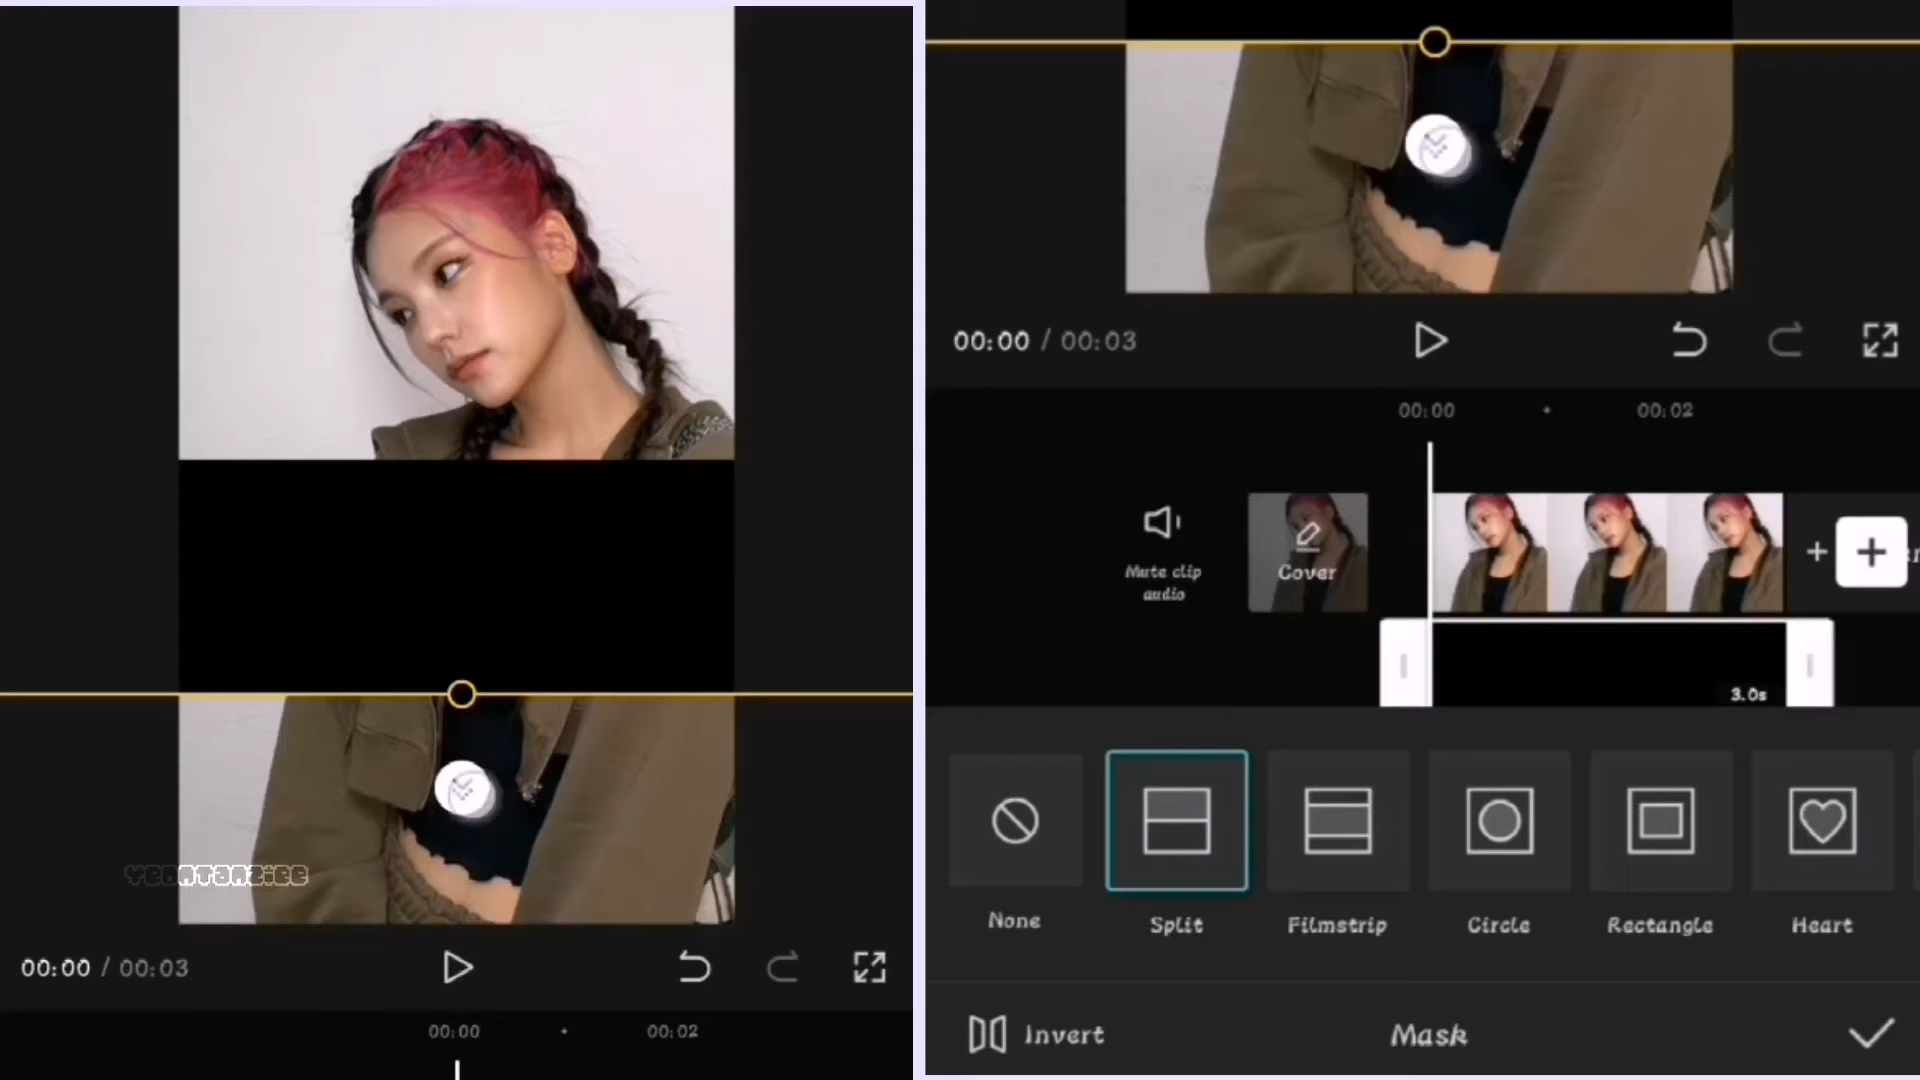 YEONTANZIEE
00:00 / 00:03
00:00
00:02
00:00 / 00:03
00:00
00:02
Mute clip
audio
Cover
3.0s
None
Split
Filmstrip
Circle
Rectangle
Heart
Invert
Mask